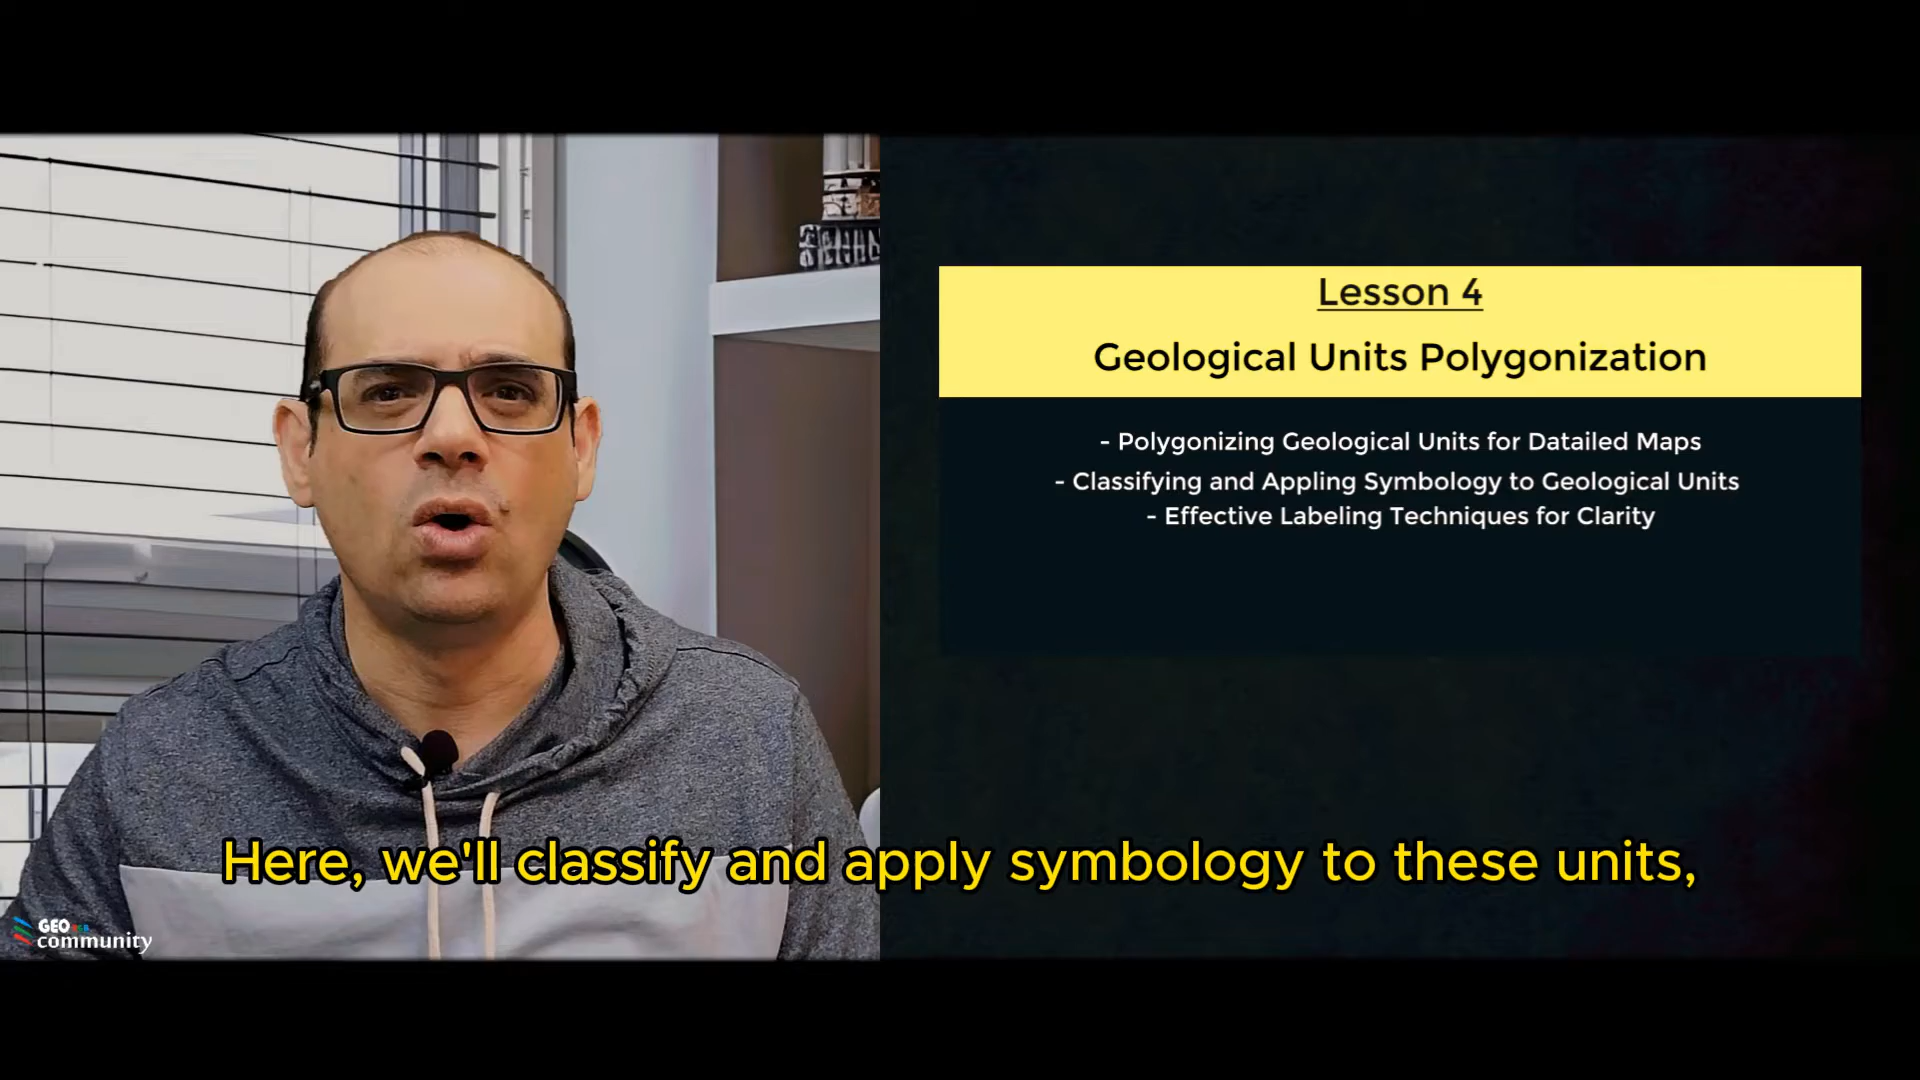 Lesson 4
Geological Units Polygonization
- Polygonizing Geological Units for Datailed Maps
- Classifying and Appling Symbology to Geological Units
- Effective Labeling Techniques for Clarity
Here, we'll classify and apply symbology to these units,
GEO
community